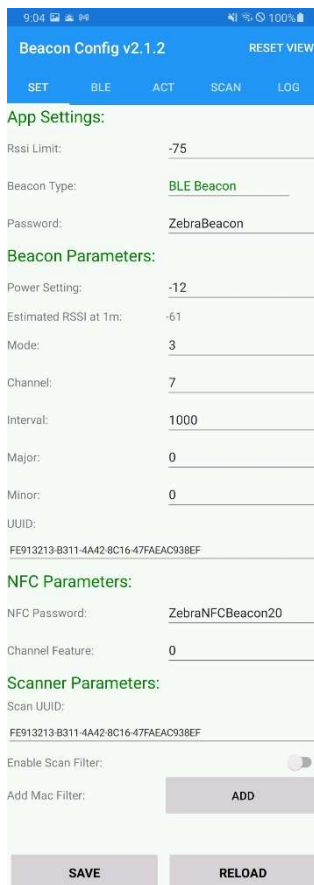 9:04 100%
Beacon Config v2.1.2 RESET VIEW
SET BLE ACT SCAN LOG
App Settings:
Rssi Limit: -75
Beacon Type: BLE Beacon
Password: ZebraBeacon
Beacon Parameters:
Power Setting: -12
Estimated RSSI at 1m: -61
Mode: 3
Channel: 7
Interval: 1000
Major: 0
Minor: 0
UUID:
FE913213-B311-4A42-8C16-47FAEAC938EF
NFC Parameters:
NFC Password: ZebraNFCBeacon20
Channel Feature: 0
Scanner Parameters:
Scan UUID:
FE913213-B311-4A42-8C16-47FAEAC938EF
Enable Scan Filter:
Add Mac Filter: ADD
SAVE RELOAD